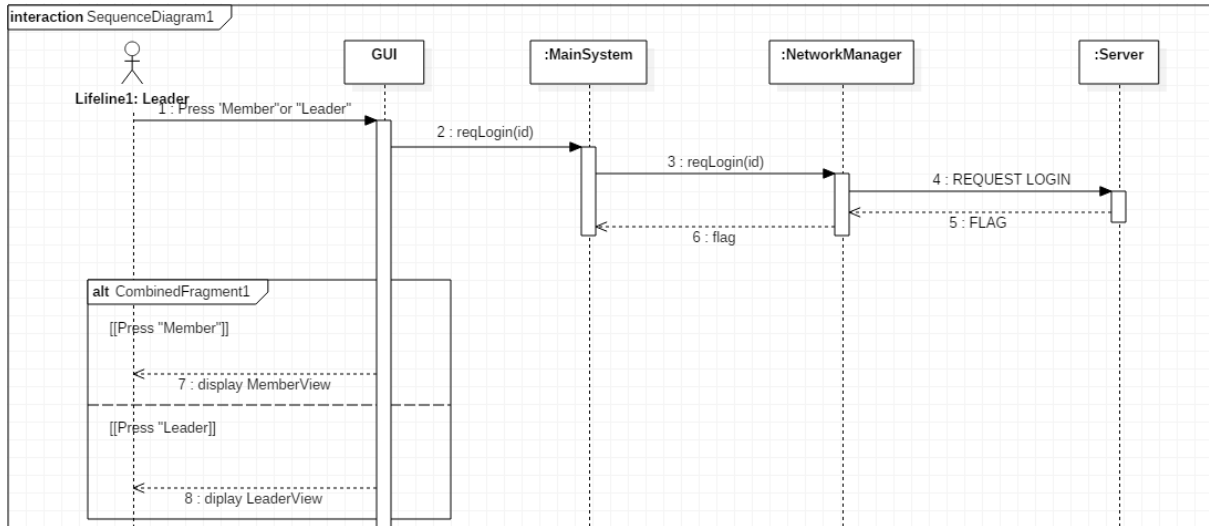 interaction SequenceDiagram1
GUI
:MainSystem
:NetworkManager
:Server
Lifeline1: Leader
1 : Press 'Member"or "Leader"
2 : reqLogin(id)
3 : reqLogin(id)
4 : REQUEST LOGIN
5 : FLAG
6 : flag
alt CombinedFragment1
[[Press "Member"]]
7 : display MemberView
[[Press "Leader]]
8 : diplay LeaderView